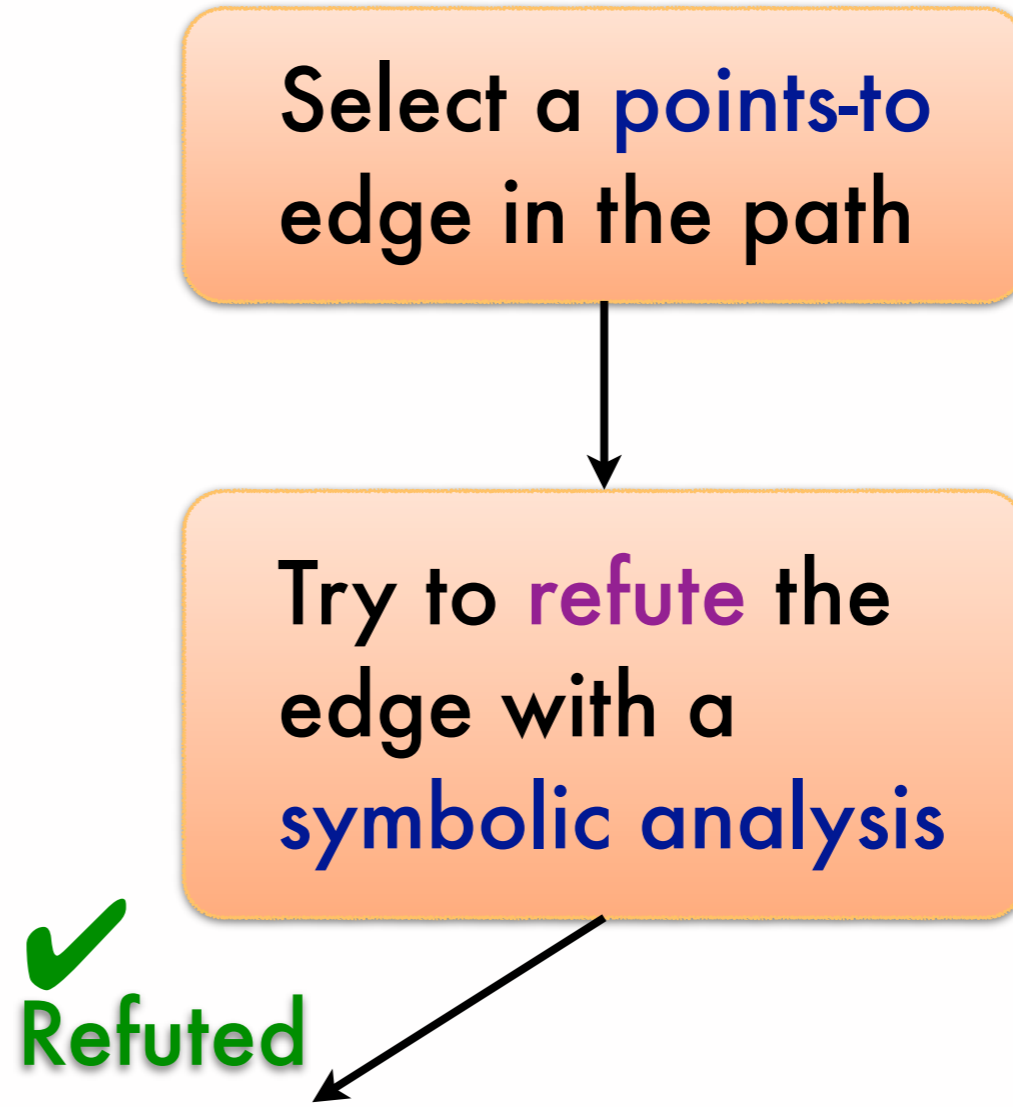 Select a points-to
edge in the path
Try to refute the
edge with a
symbolic analysis
✔
Refuted